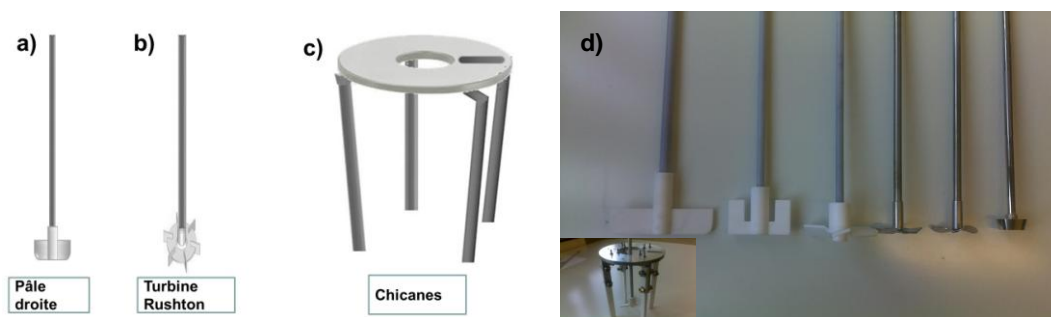 a)
b)
c)
d)
Pâle
droite
Turbine
Rushton
Chicanes